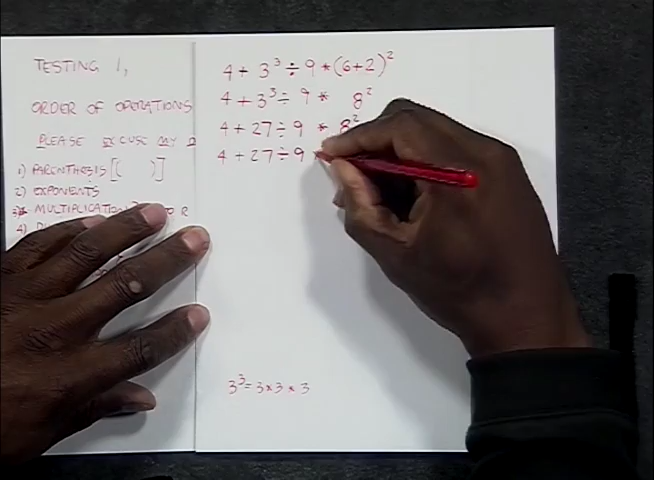 TESTING 1,
ORDER OF OPERATIONS
PLEASE EXCUSE MY D
1) PARENTHESIS [( )]
2) EXPONENTS
3) MULTIPLICATION R
4)
4 + 3³ ÷ 9 * (6+2)²
4 + 3³ ÷ 9 * 8²
4 + 27 ÷ 9 * 8²
4 + 27 ÷ 9 *
3³ = 3 * 3 * 3